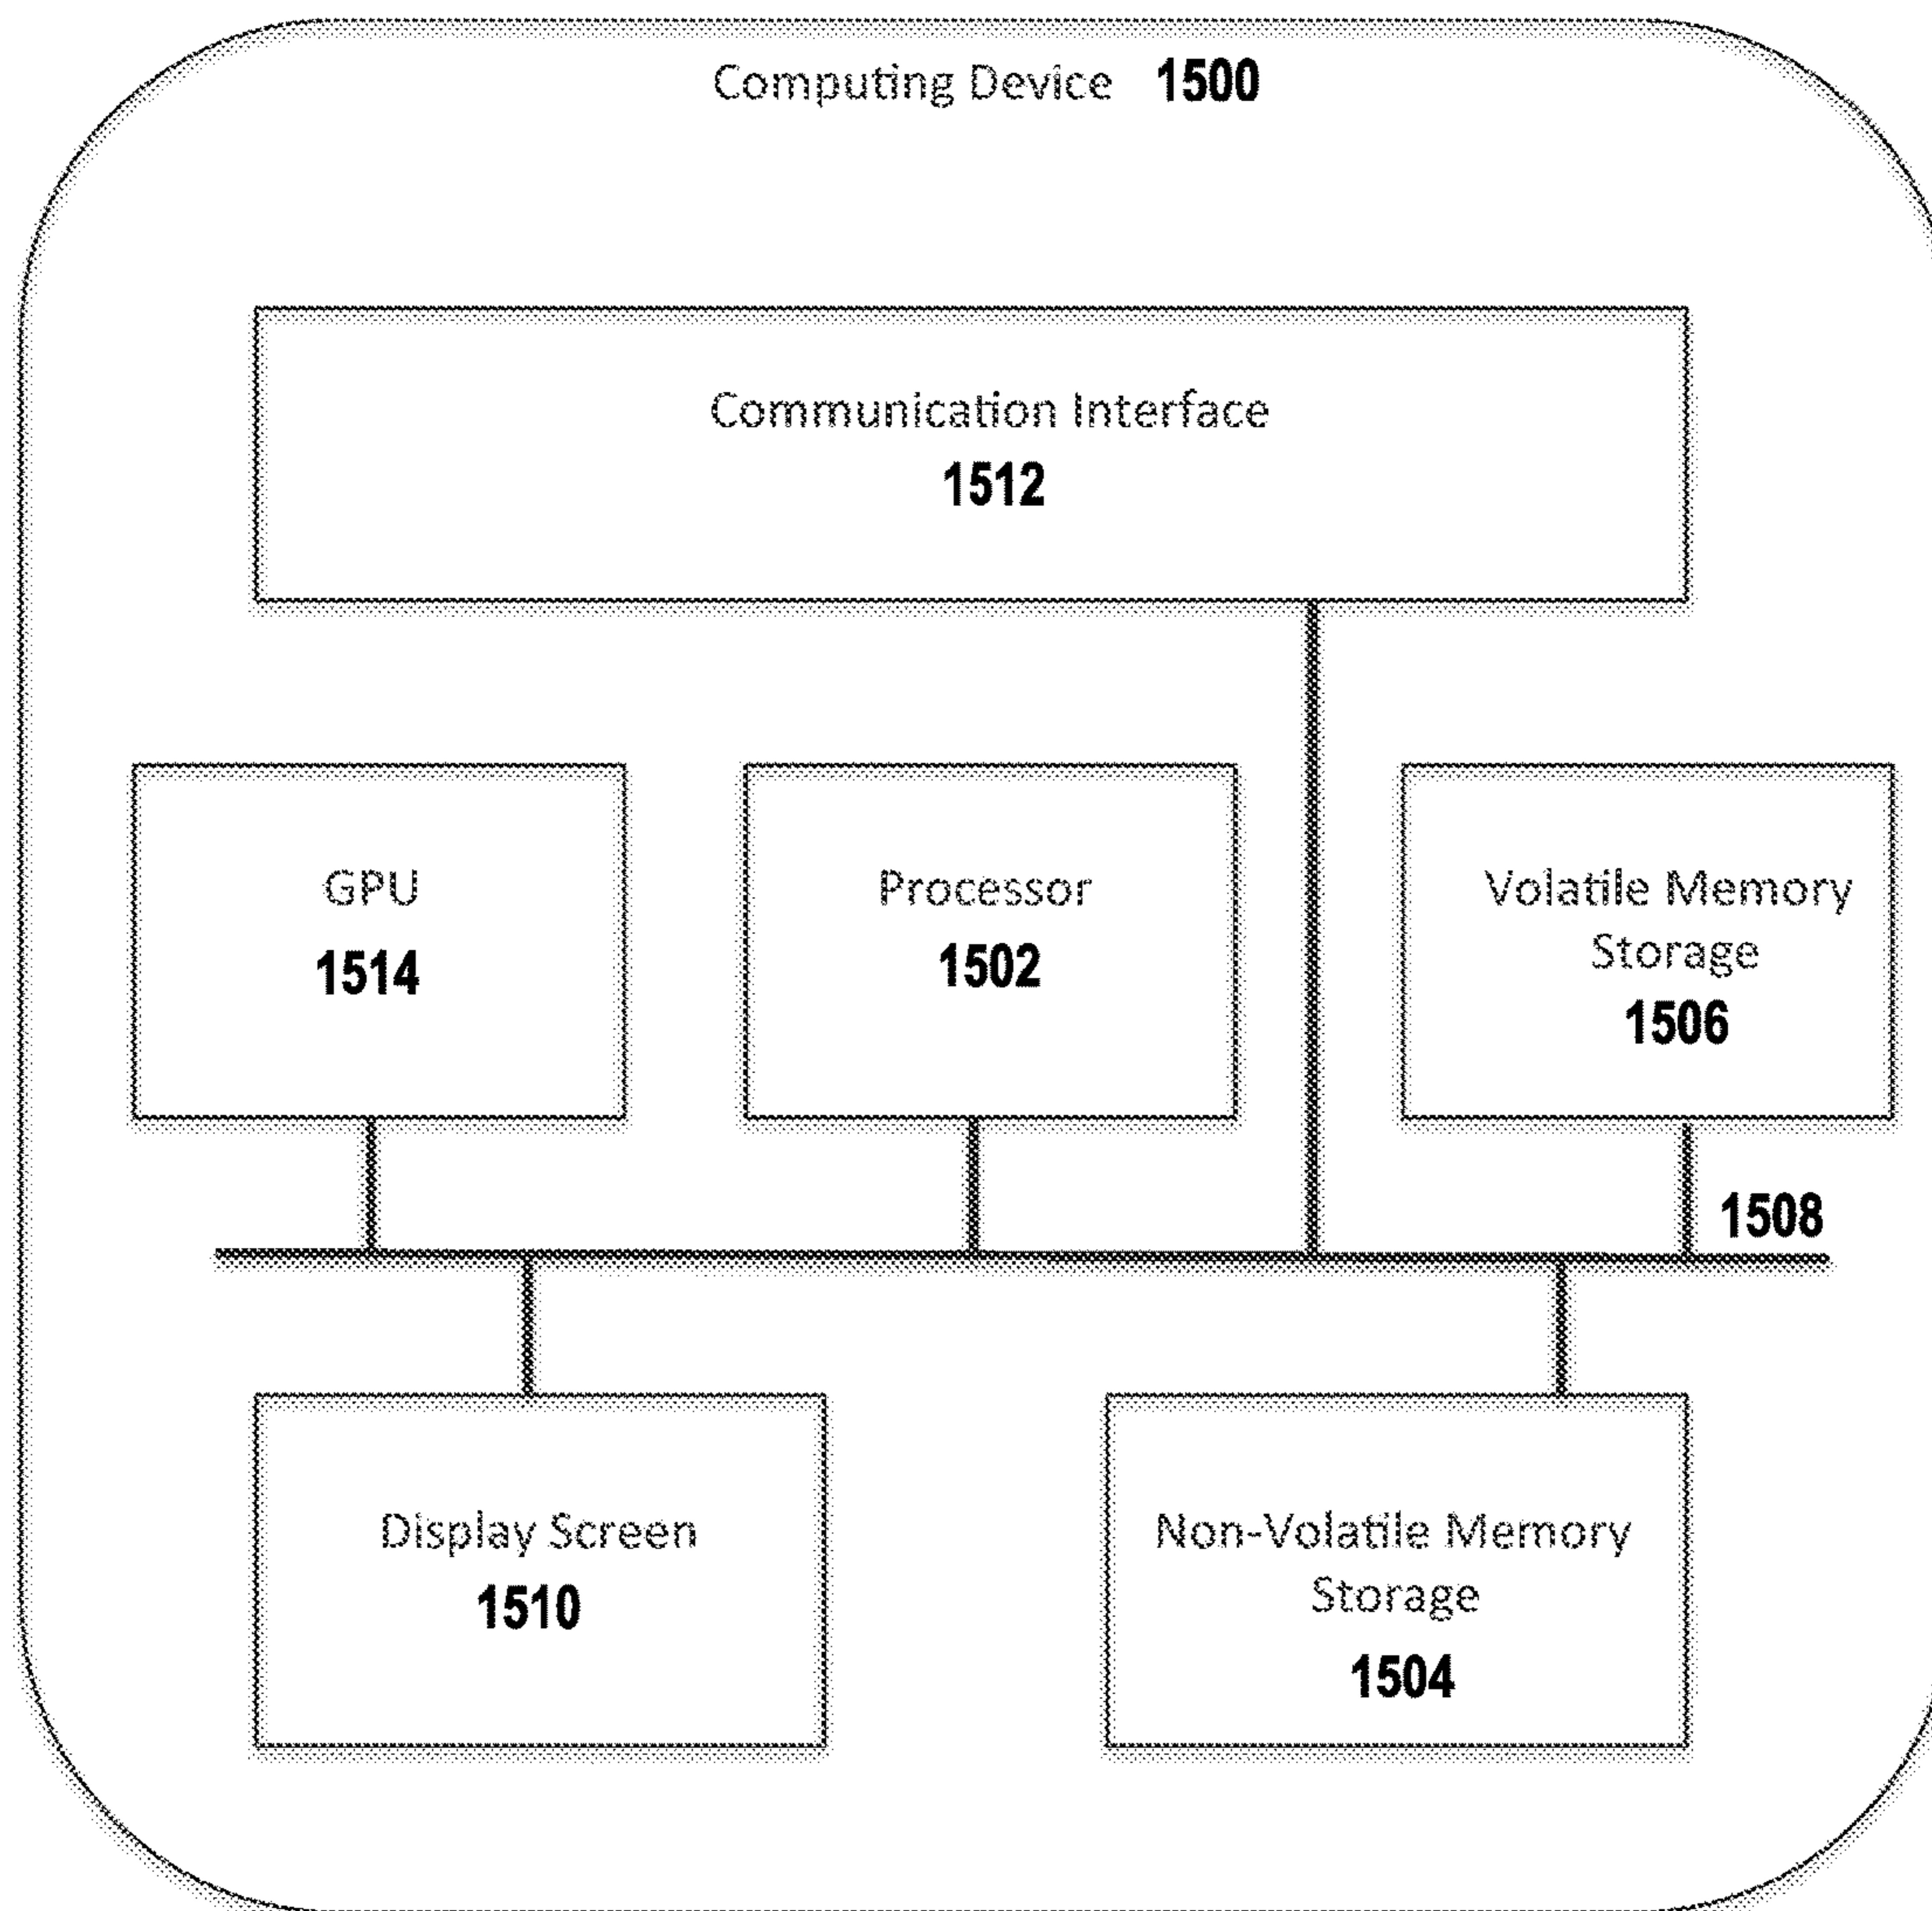 Computing Device 1500
Communication Interface
1512
GPU
1514
Processor
1502
Volatile Memory
Storage
1506
1508
Display Screen
1510
Non-Volatile Memory
Storage
1504